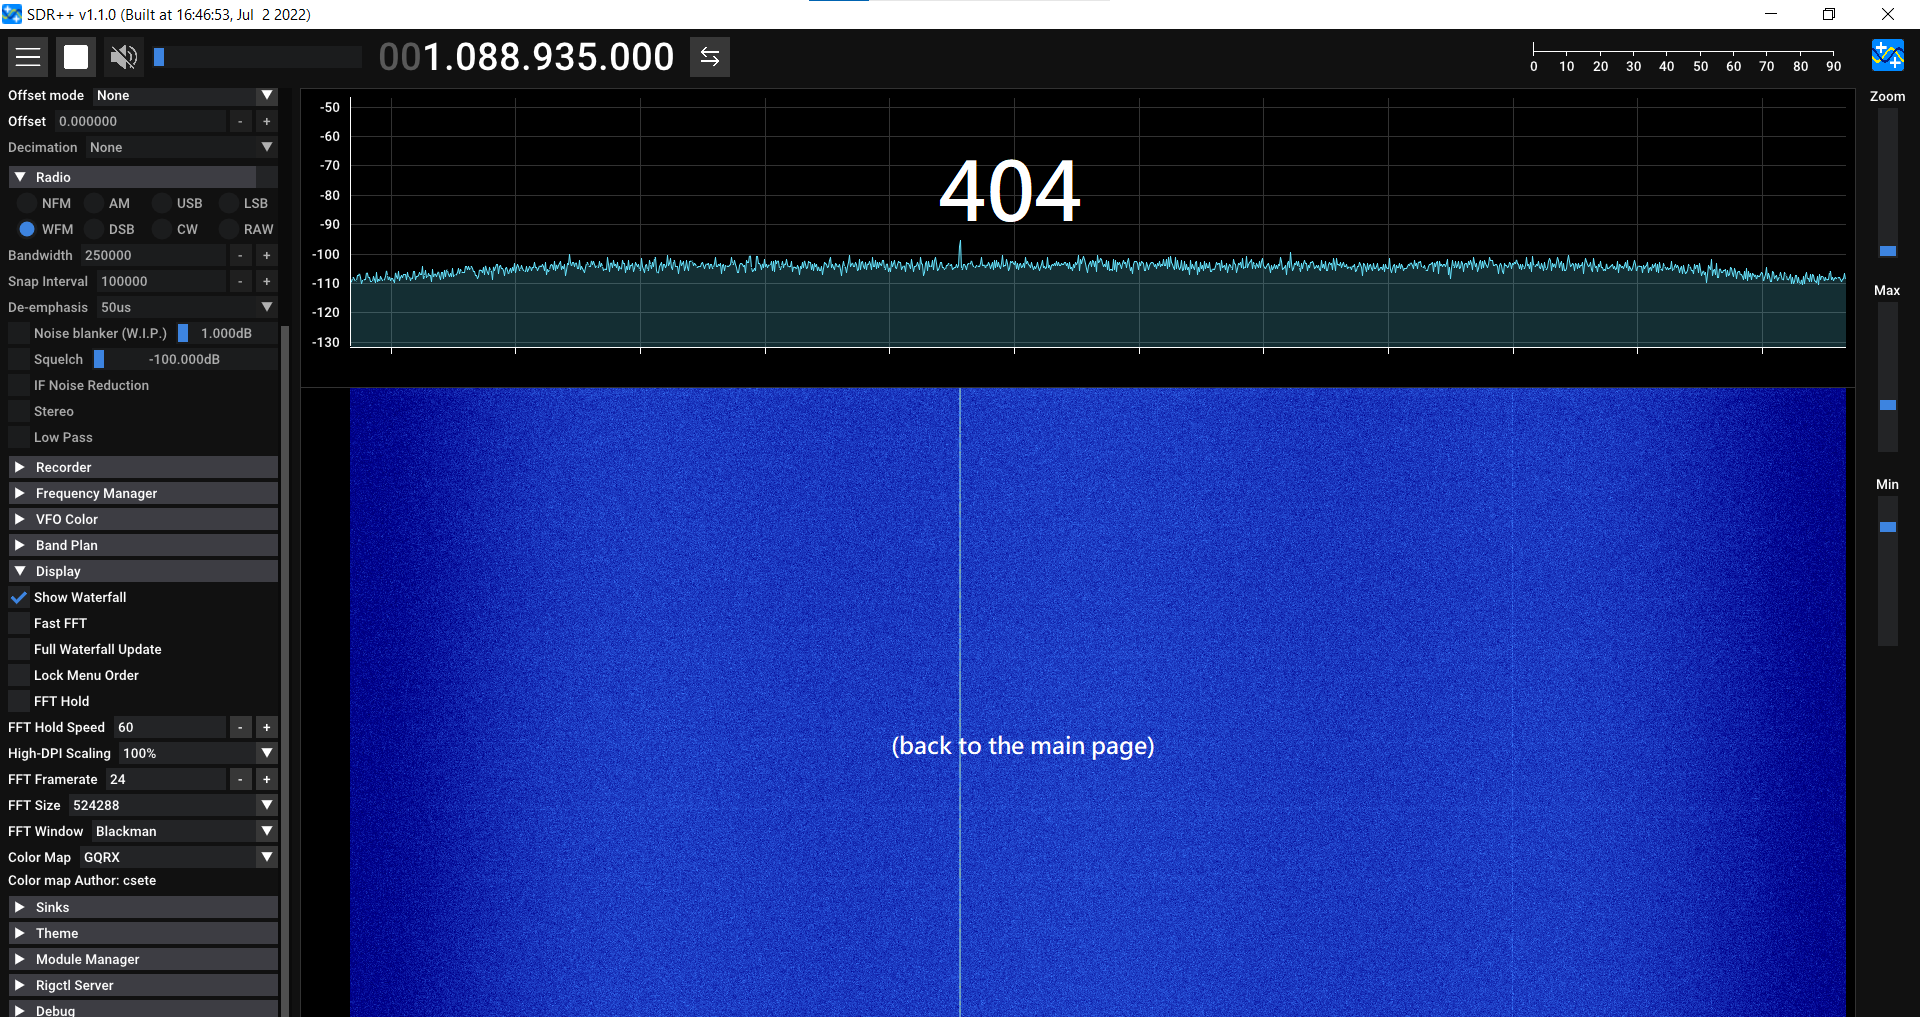 SDR++ v1.1.0 (Built at 16:46:53, Jul 2 2022)
001.088.935.000
0 10 20 30 40 50 60 70 80 90
Offset mode None
Offset 0.000000 - +
Decimation None
Radio
NFM AM USB LSB
WFM DSB CW RAW
Bandwidth 250000 - +
Snap Interval 100000 - +
De-emphasis 50us
Noise blanker (W.I.P.) 1.000dB
Squelch -100.000dB
IF Noise Reduction
Stereo
Low Pass
Recorder
Frequency Manager
VFO Color
Band Plan
Display
Show Waterfall
Fast FFT
Full Waterfall Update
Lock Menu Order
FFT Hold
FFT Hold Speed 60 - +
High-DPI Scaling 100%
FFT Framerate 24 - +
FFT Size 524288
FFT Window Blackman
Color Map GQRX
Color map Author: csete
Sinks
Theme
Module Manager
Rigctl Server
Debug
-50
-60
-70
-80
-90
-100
-110
-120
-130
404
(back to the main page)
Zoom
Max
Min